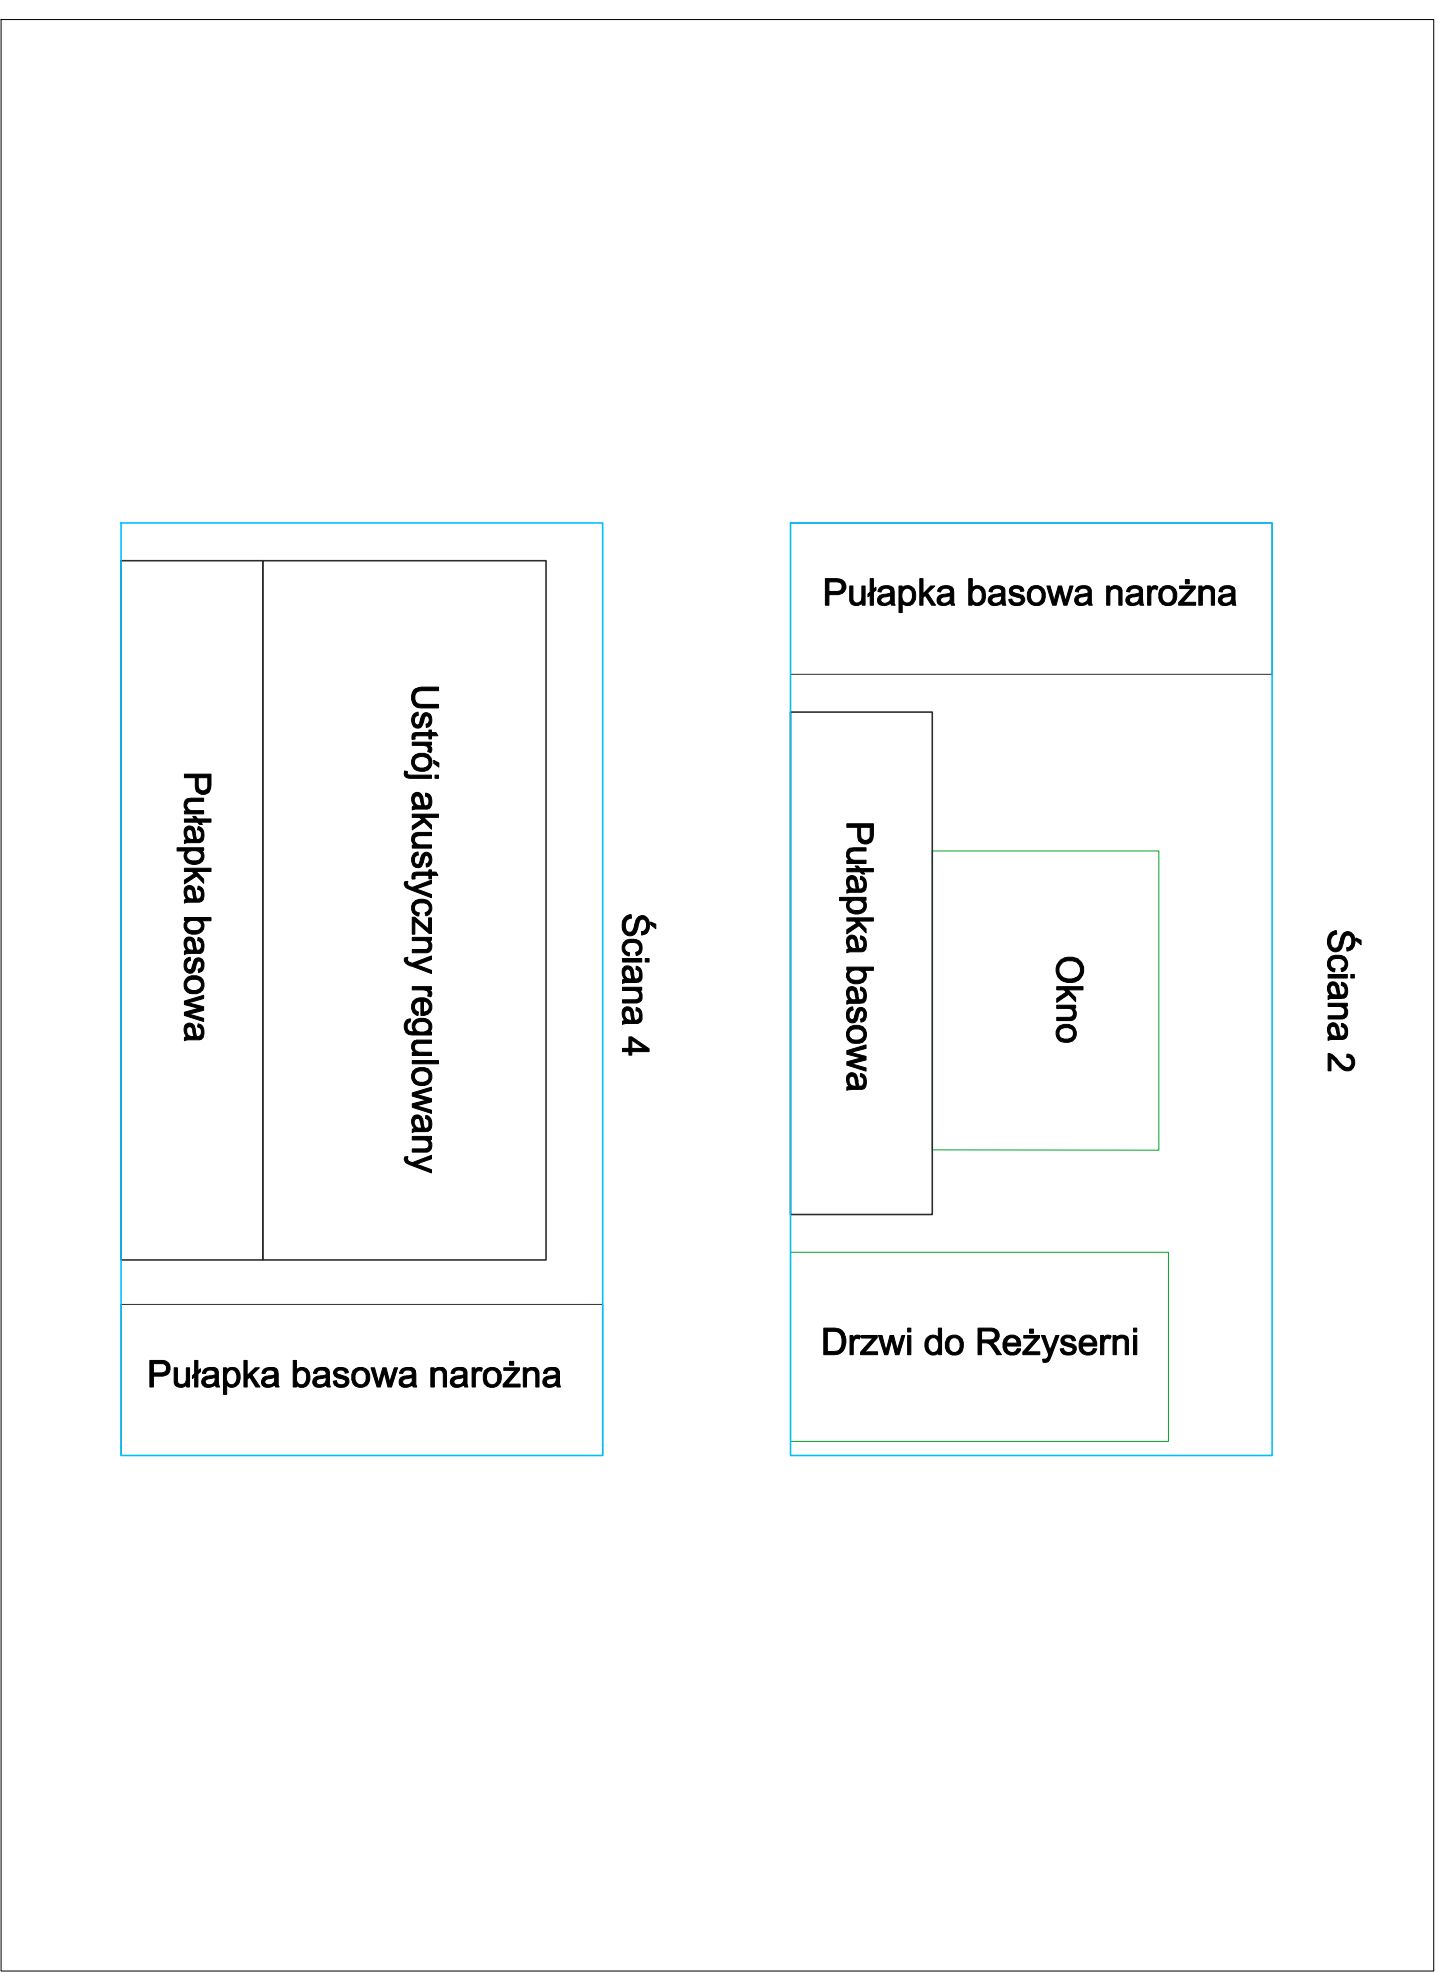 Ściana 2
Pułapka basowa narożna
Okno
Pułapka basowa
Drzwi do Reżyserni
Ściana 4
Ustrój akustyczny regulowany
Pułapka basowa
Pułapka basowa narożna